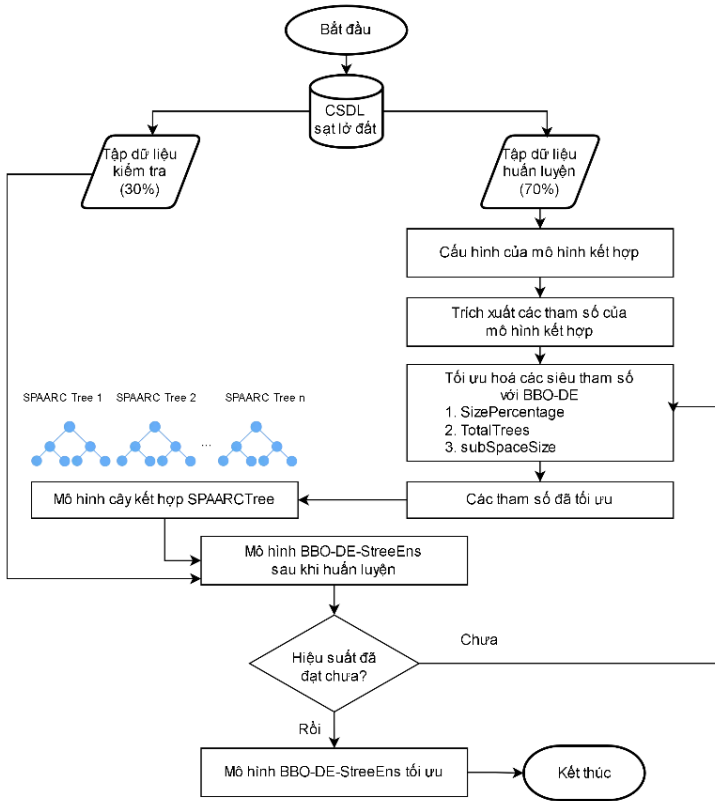 Bắt đầu
CSDL
sạt lở đất
Tập dữ liệu
kiểm tra
(30%)
Tập dữ liệu
huấn luyện
(70%)
Cấu hình của mô hình kết hợp
Trích xuất các tham số của
mô hình kết hợp
Tối ưu hoá các siêu tham số
với BBO-DE
1. SizePercentage
2. TotalTrees
3. subSpaceSize
SPAARC Tree 1
SPAARC Tree 2
SPAARC Tree n
...
Mô hình cây kết hợp SPAARCTree
Các tham số đã tối ưu
Mô hình BBO-DE-StreeEns
sau khi huấn luyện
Hiệu suất đã
đạt chưa?
Chưa
Rồi
Mô hình BBO-DE-StreeEns tối ưu
Kết thúc